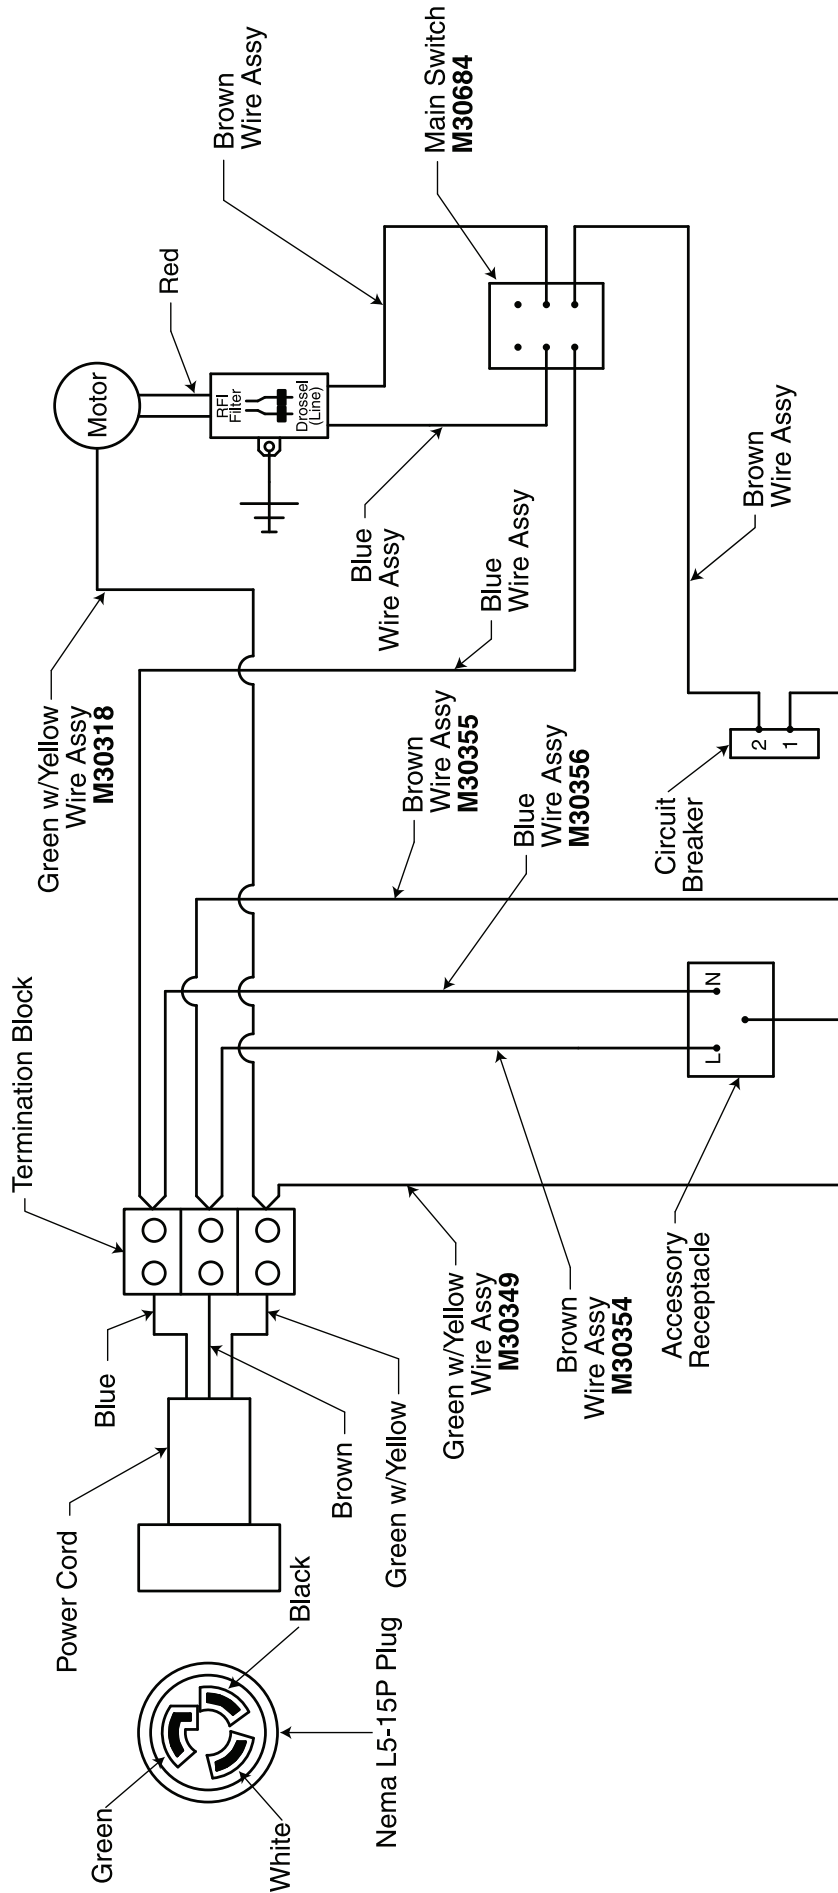 Green
White
Nema L5-15P Plug
Black
Power Cord
Blue
Brown
Green w/Yellow
Termination Block
Green w/Yellow
Wire Assy
M30349
Brown
Wire Assy
M30354
Accessory
Receptacle
L
N
Green w/Yellow
Wire Assy
M30318
Brown
Wire Assy
M30355
Blue
Wire Assy
M30356
Circuit
Breaker
2
1
Blue
Wire Assy
Blue
Wire Assy
Brown
Wire Assy
Motor
Red
RFI
Filter
Drossel
(Line)
Brown
Wire Assy
Main Switch
M30684